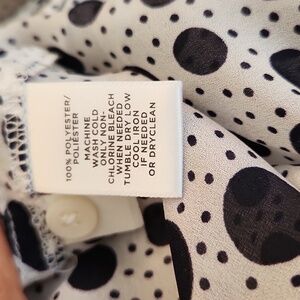 100% POLYESTER/
POLIÉSTER
MACHINE
WASH COLD
ONLY NON-
CHLORINE BLEACH
WHEN NEEDED
TUMBLE DRY LOW
COOL IRON
IF NEEDED
OR DRYCLEAN